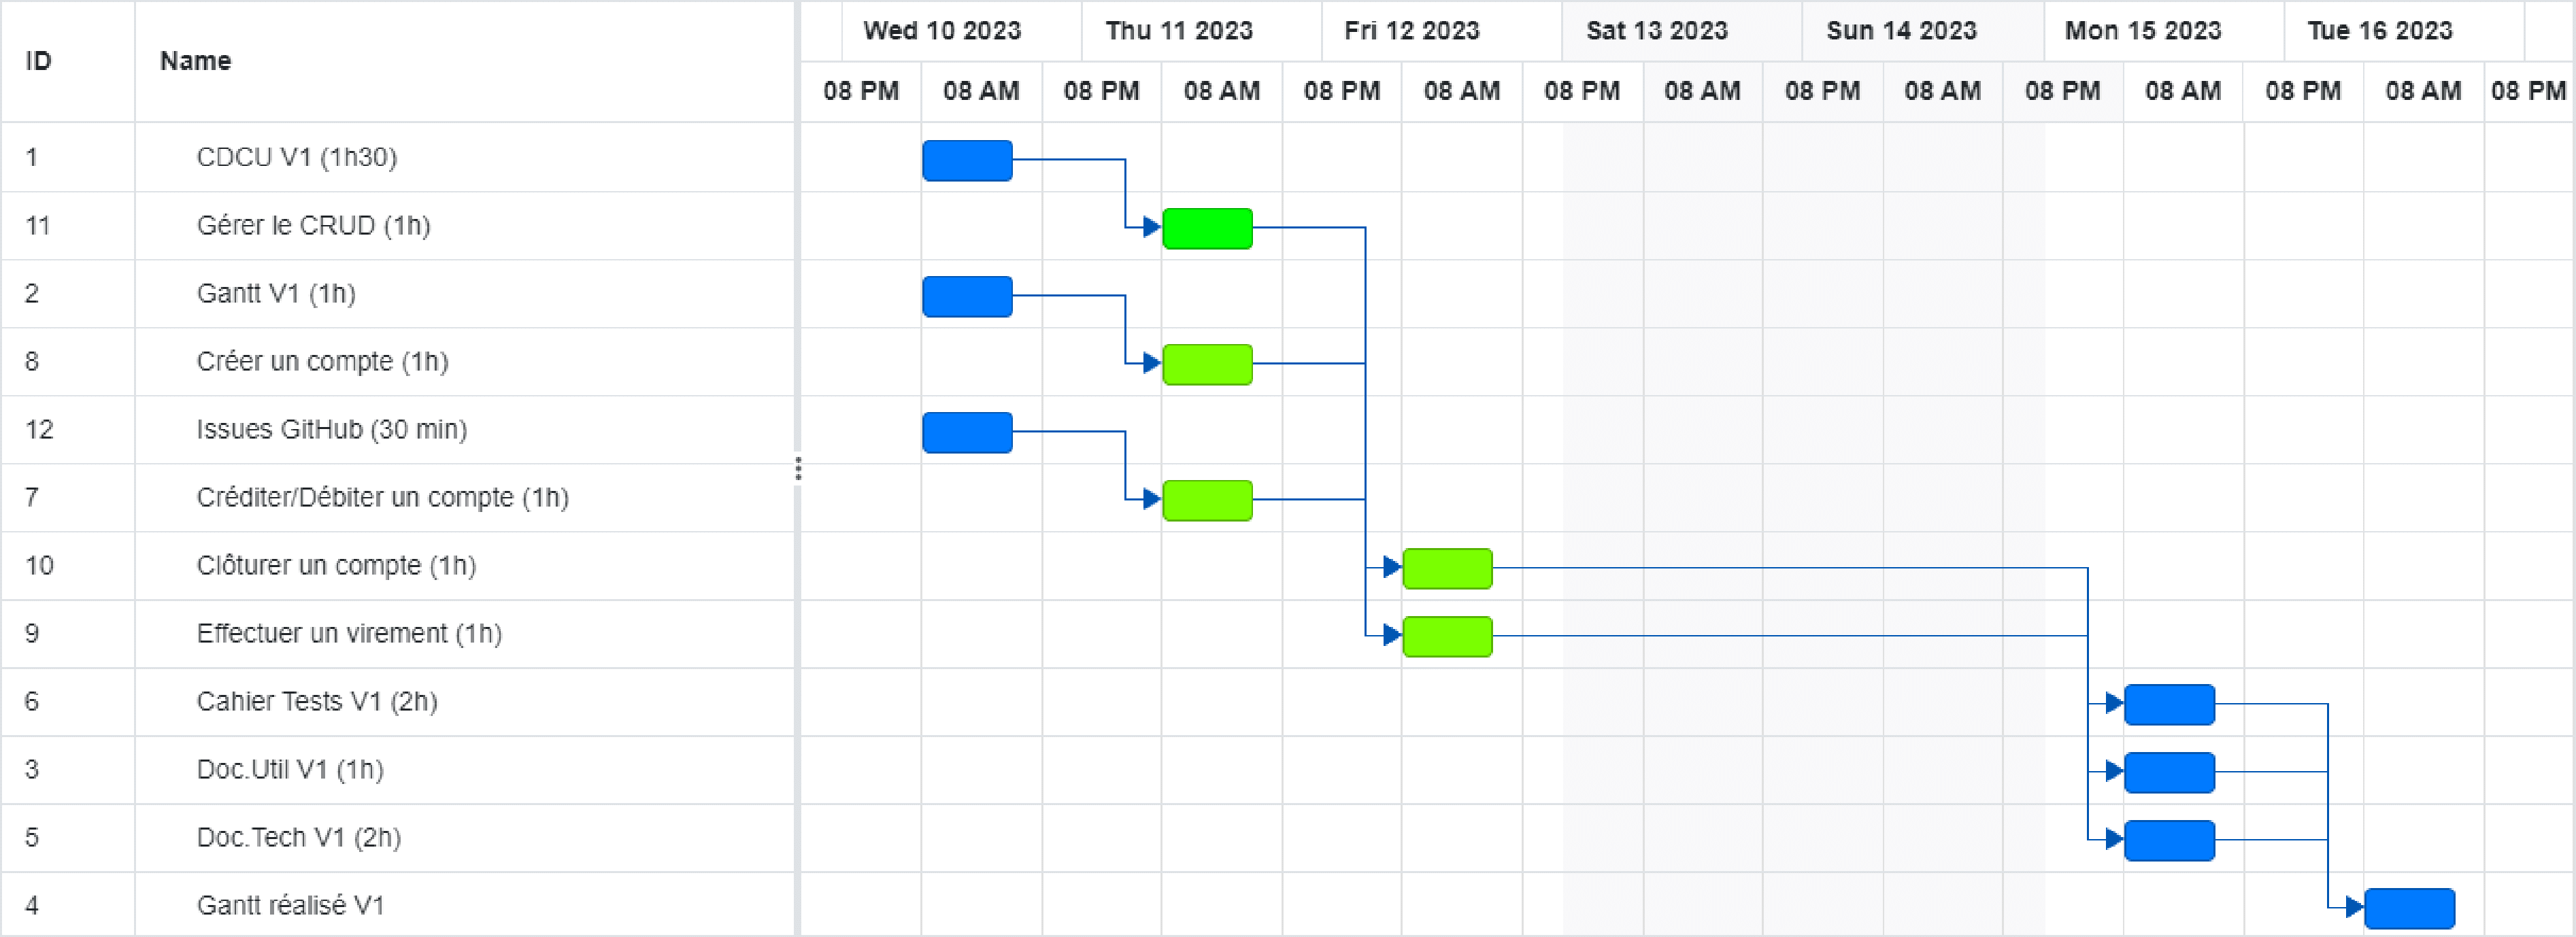 ID Name Wed 10 2023 Thu 11 2023 Fri 12 2023 Sat 13 2023 Sun 14 2023 Mon 15 2023 Tue 16 2023
08 PM 08 AM 08 PM 08 AM 08 PM 08 AM 08 PM 08 AM 08 PM 08 AM 08 PM 08 AM 08 PM 08 AM 08 PM
1 CDCU V1 (1h30)
11 Gérer le CRUD (1h)
2 Gantt V1 (1h)
8 Créer un compte (1h)
12 Issues GitHub (30 min)
7 Créditer/Débiter un compte (1h)
10 Clôturer un compte (1h)
9 Effectuer un virement (1h)
6 Cahier Tests V1 (2h)
3 Doc.Util V1 (1h)
5 Doc.Tech V1 (2h)
4 Gantt réalisé V1